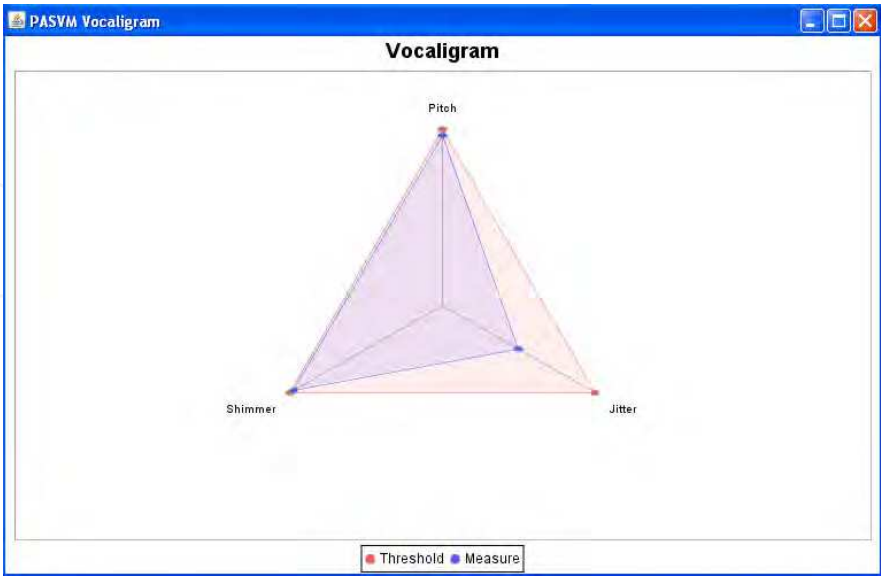 PASVM Vocaligram
Vocaligram
Pitch
Shimmer
Jitter
Threshold Measure